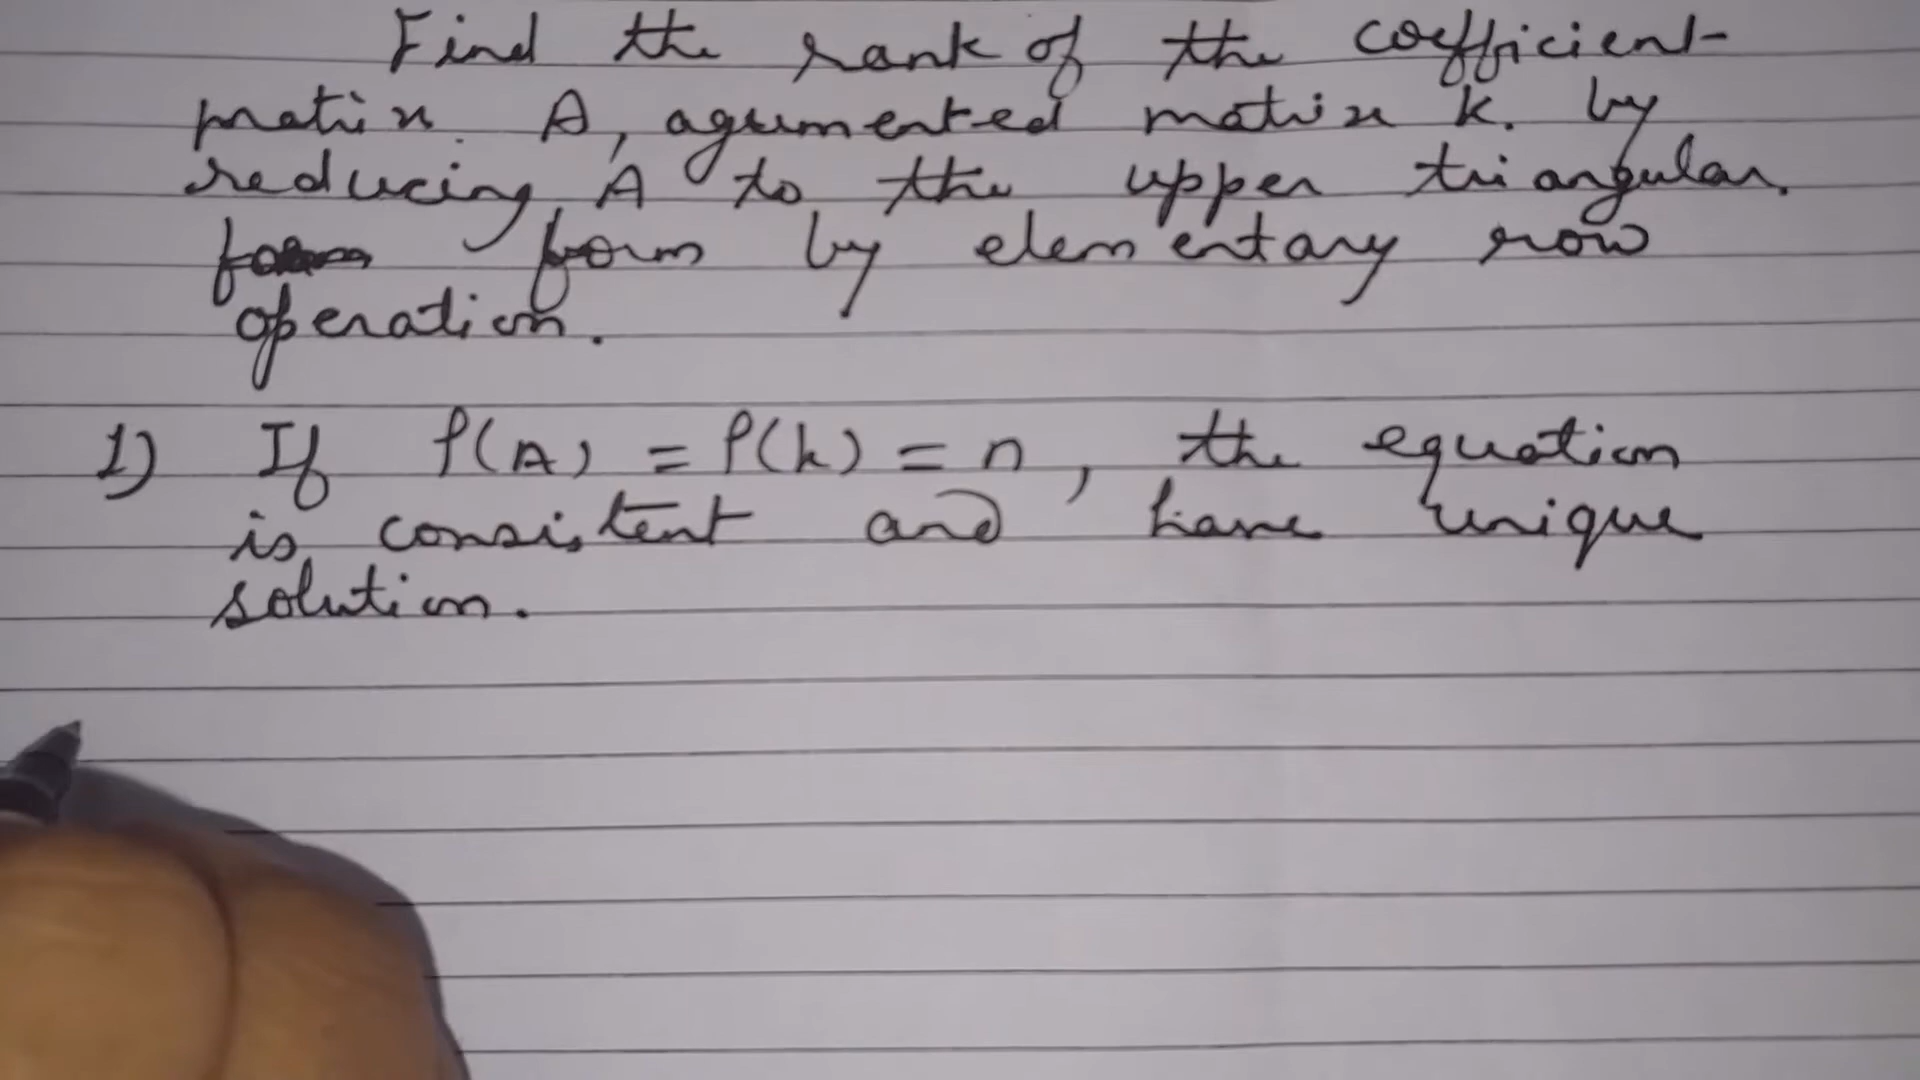 Find the rank of the coefficient
matrix A, agumented matrix k. by
reducing A to the upper triangular.
form form by elementary row
operation.
1) If ρ(A) = ρ(k) = n, the equation
is consistent and have unique
solution.